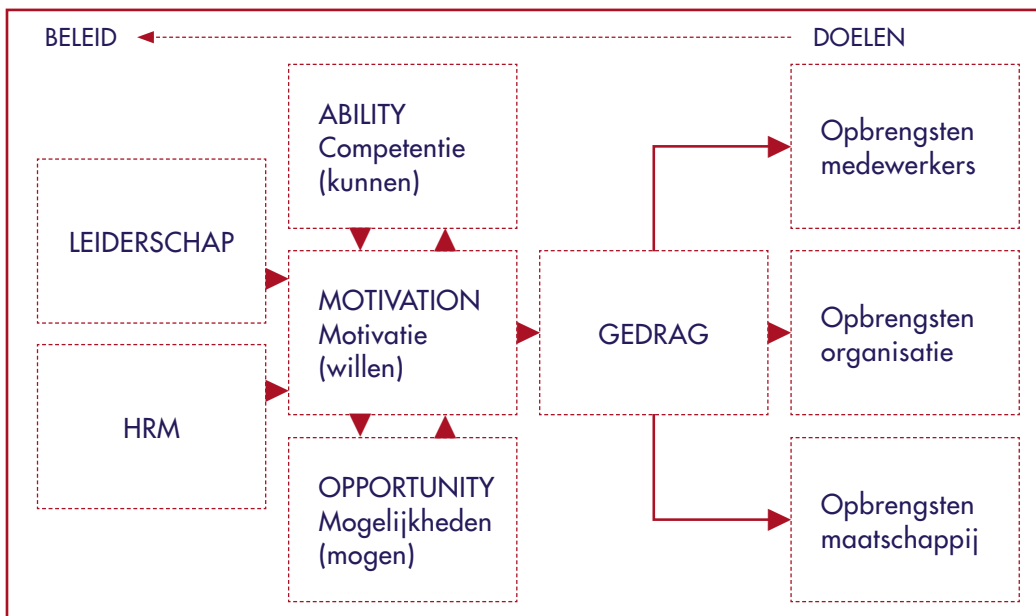 BELEID
DOELEN
ABILITY
Competentie
(kunnen)
Opbrengsten
medewerkers
LEIDERSCHAP
MOTIVATION
Motivatie
(willen)
GEDRAG
Opbrengsten
organisatie
HRM
OPPORTUNITY
Mogelijkheden
(mogen)
Opbrengsten
maatschappij